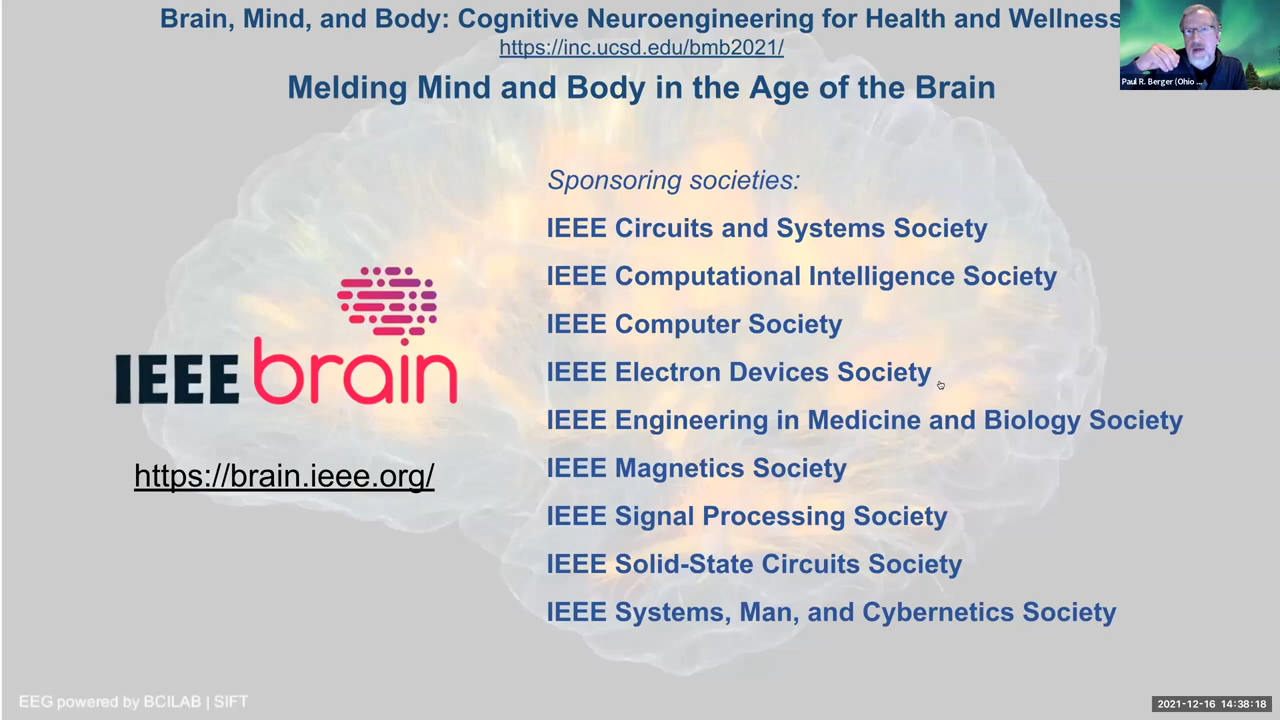 Brain, Mind, and Body: Cognitive Neuroengineering for Health and Wellness
https://inc.ucsd.edu/bmb2021/
Melding Mind and Body in the Age of the Brain
Paul R. Berger (Ohio ...
Sponsoring societies:
IEEE Circuits and Systems Society
IEEE Computational Intelligence Society
IEEE Computer Society
IEEE Electron Devices Society
IEEE Engineering in Medicine and Biology Society
IEEE Magnetics Society
IEEE Signal Processing Society
IEEE Solid-State Circuits Society
IEEE Systems, Man, and Cybernetics Society
IEEE brain
https://brain.ieee.org/
EEG powered by BCILAB | SIFT
2021-12-16 14:38:18